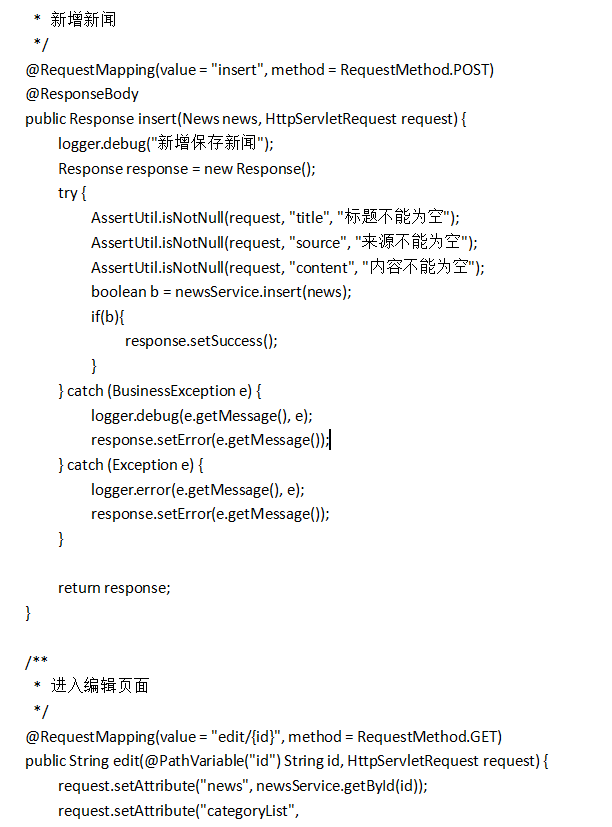 * 新增新闻
*/
@RequestMapping(value = "insert", method = RequestMethod.POST)
@ResponseBody
public Response insert(News news, HttpServletRequest request) {
logger.debug("新增保存新闻");
Response response = new Response();
try {
AssertUtil.isNotNull(request, "title", "标题不能为空");
AssertUtil.isNotNull(request, "source", "来源不能为空");
AssertUtil.isNotNull(request, "content", "内容不能为空");
boolean b = newsService.insert(news);
if(b){
response.setSuccess();
}
} catch (BusinessException e) {
logger.debug(e.getMessage(), e);
response.setError(e.getMessage());
} catch (Exception e) {
logger.error(e.getMessage(), e);
response.setError(e.getMessage());
}
return response;
}
/**
* 进入编辑页面
*/
@RequestMapping(value = "edit/{id}", method = RequestMethod.GET)
public String edit(@PathVariable("id") String id, HttpServletRequest request) {
request.setAttribute("news", newsService.getById(id));
request.setAttribute("categoryList",